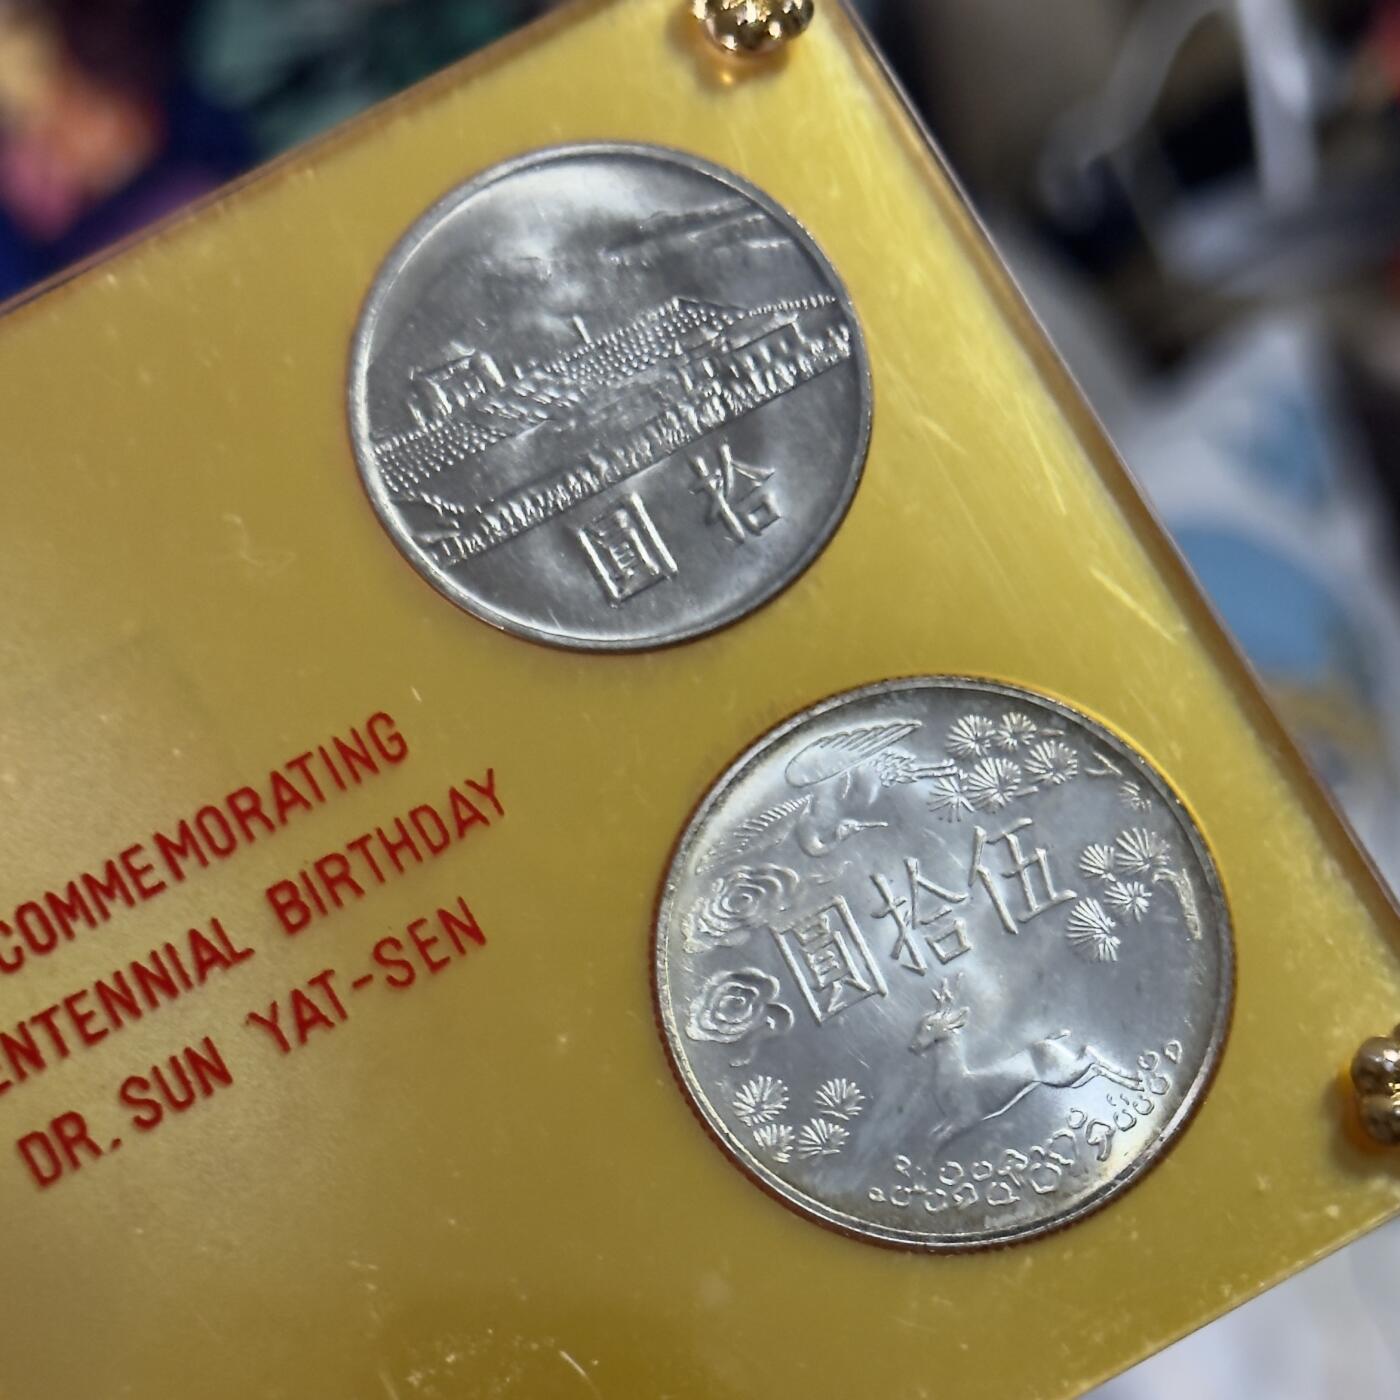 拾圓
伍拾圓
COMMEMORATING
ENTENNIAL BIRTHDAY
DR. SUN YAT-SEN